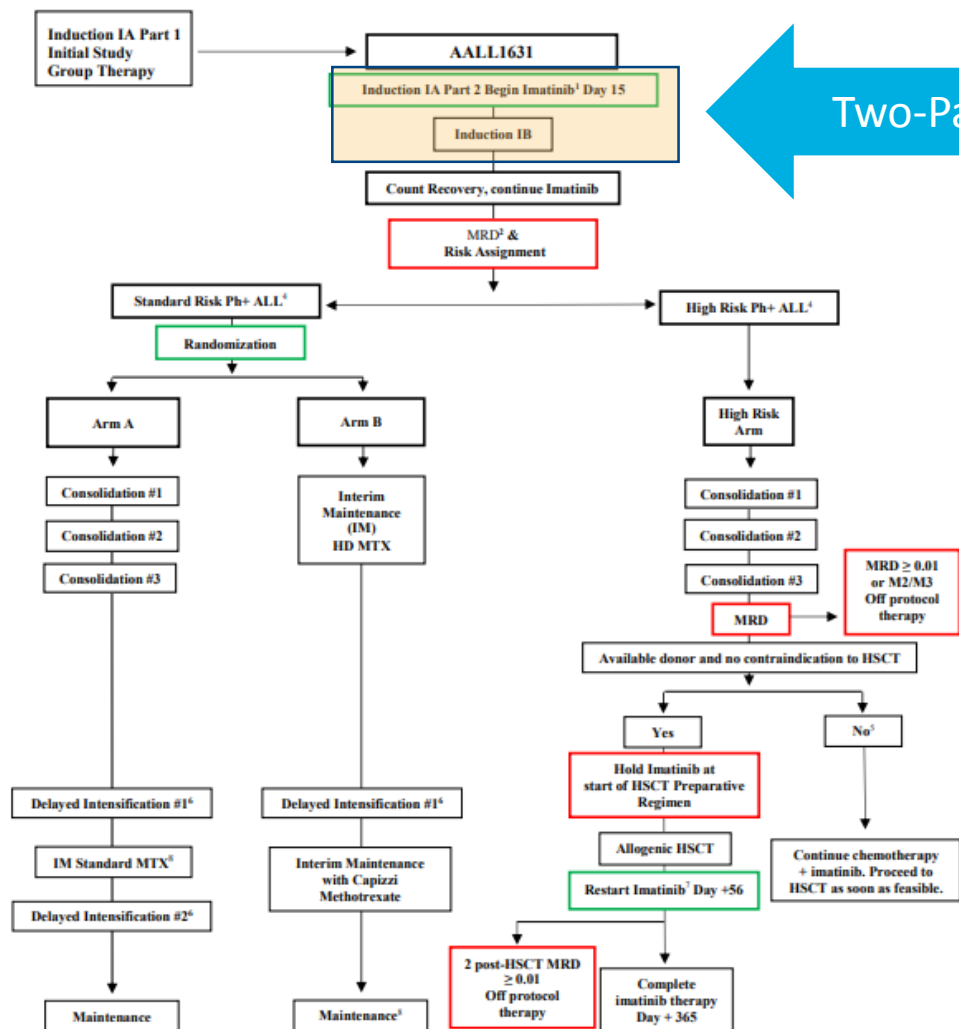 Induction IA Part 1
Initial Study
Group Therapy
AALL1631
Induction IA Part 2 Begin Imatinib¹ Day 15
Induction IB
Two-Pa
Count Recovery, continue Imatinib
MRD² &
Risk Assignment
Standard Risk Ph+ ALL⁴
High Risk Ph+ ALL⁴
Randomization
Arm A
Arm B
High Risk
Arm
Consolidation #1
Consolidation #2
Consolidation #3
Interim
Maintenance
(IM)
HD MTX
Consolidation #1
Consolidation #2
Consolidation #3
MRD
MRD ≥ 0.01
or M2/M3
Off protocol
therapy
Available donor and no contraindication to HSCT
Yes
No⁵
Hold Imatinib at
start of HSCT Preparative
Regimen
Delayed Intensification #1⁶
Delayed Intensification #1⁶
Allogenic HSCT
Continue chemotherapy
+ imatinib. Proceed to
HSCT as soon as feasible.
IM Standard MTX⁸
Interim Maintenance
with Capizzi
Methotrexate
Restart Imatinib⁷ Day +56
Delayed Intensification #2⁶
2 post-HSCT MRD
≥ 0.01
Off protocol
therapy
Complete
imatinib therapy
Day + 365
Maintenance
Maintenance⁸